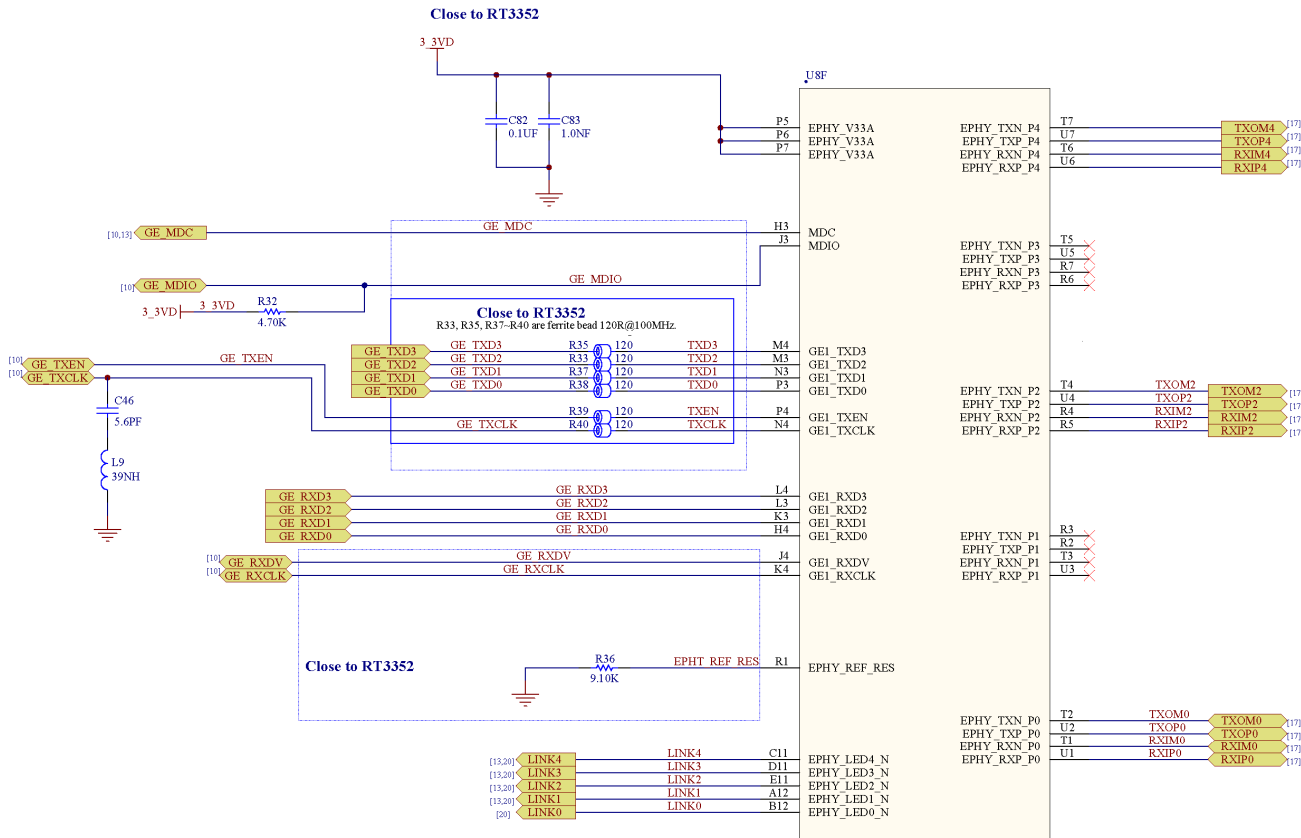 Close to RT3352
3_3VD
U8F
C82
0.1UF
C83
1.0NF
P5
P6
P7
EPHY_V33A
EPHY_V33A
EPHY_V33A
EPHY_TXN_P4
EPHY_TXP_P4
EPHY_RXN_P4
EPHY_RXP_P4
T7
U7
T6
U6
TXOM4 [17]
TXOP4 [17]
RXIM4 [17]
RXIP4 [17]
[10,13] GE_MDC
GE_MDC
H3
MDC
J3
MDIO
[10] GE_MDIO
GE_MDIO
3_3VD
3_3VD
R32
4.70K
EPHY_TXN_P3
EPHY_TXP_P3
EPHY_RXN_P3
EPHY_RXP_P3
T5
U5
R7
R6
Close to RT3352
R33, R35, R37~R40 are ferrite bead 120R@100MHz.
GE_TXD3 GE_TXD3 R35 120 TXD3 M4 GE1_TXD3
GE_TXD2 GE_TXD2 R33 120 TXD2 M3 GE1_TXD2
GE_TXD1 GE_TXD1 R37 120 TXD1 N3 GE1_TXD1
GE_TXD0 GE_TXD0 R38 120 TXD0 P3 GE1_TXD0
[10] GE_TXEN GE_TXEN
[10] GE_TXCLK
R39 120 TXEN P4 GE1_TXEN
GE_TXCLK R40 120 TXCLK N4 GE1_TXCLK
C46
5.6PF
L9
39NH
EPHY_TXN_P2 T4 TXOM2 TXOM2 [17
EPHY_TXP_P2 U4 TXOP2 TXOP2 [17
EPHY_RXN_P2 R4 RXIM2 RXIM2 [17
EPHY_RXP_P2 R5 RXIP2 RXIP2 [17
GE_RXD3 GE_RXD3 L4 GE1_RXD3
GE_RXD2 GE_RXD2 L3 GE1_RXD2
GE_RXD1 GE_RXD1 K3 GE1_RXD1
GE_RXD0 GE_RXD0 H4 GE1_RXD0
[10] GE_RXDV GE_RXDV J4 GE1_RXDV
[10] GE_RXCLK GE_RXCLK K4 GE1_RXCLK
EPHY_TXN_P1 R3
EPHY_TXP_P1 R2
EPHY_RXN_P1 T3
EPHY_RXP_P1 U3
Close to RT3352
R36
9.10K
EPHT_REF_RES R1 EPHY_REF_RES
EPHY_TXN_P0 T2 TXOM0 TXOM0 [17]
EPHY_TXP_P0 U2 TXOP0 TXOP0 [17]
EPHY_RXN_P0 T1 RXIM0 RXIM0 [17]
EPHY_RXP_P0 U1 RXIP0 RXIP0 [17]
[13,20] LINK4 LINK4 C11 EPHY_LED4_N
[13,20] LINK3 LINK3 D11 EPHY_LED3_N
[13,20] LINK2 LINK2 E11 EPHY_LED2_N
[13,20] LINK1 LINK1 A12 EPHY_LED1_N
[20] LINK0 LINK0 B12 EPHY_LED0_N